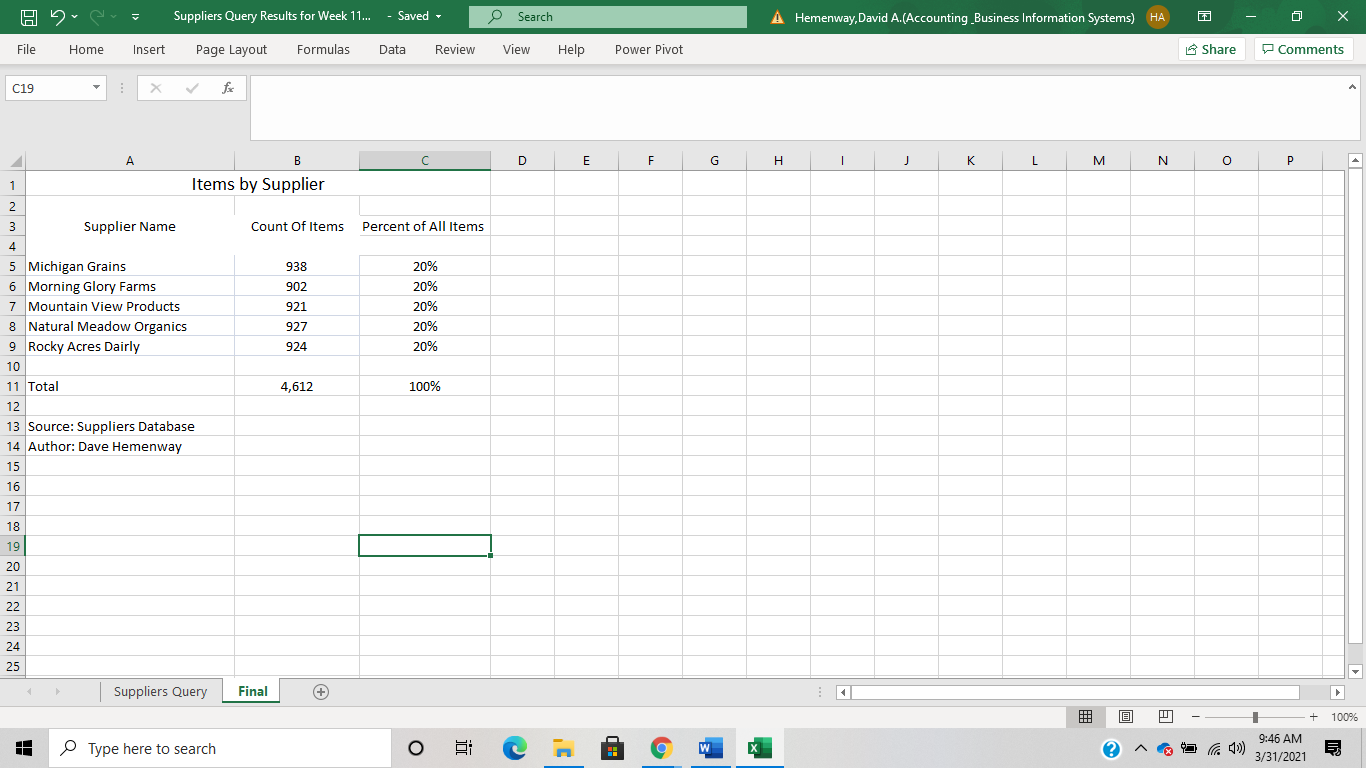 Suppliers Query Results for Week 11... - Saved Search Hemenway,David A.(Accounting _Business Information Systems) HA
File Home Insert Page Layout Formulas Data Review View Help Power Pivot Share Comments
C19 fx
A B C D E F G H I J K L M N O P
1 Items by Supplier
2
3 Supplier Name Count Of Items Percent of All Items
4
5 Michigan Grains 938 20%
6 Morning Glory Farms 902 20%
7 Mountain View Products 921 20%
8 Natural Meadow Organics 927 20%
9 Rocky Acres Dairly 924 20%
10
11 Total 4,612 100%
12
13 Source: Suppliers Database
14 Author: Dave Hemenway
15
16
17
18
19
20
21
22
23
24
25
Suppliers Query Final
100%
Type here to search 9:46 AM
3/31/2021